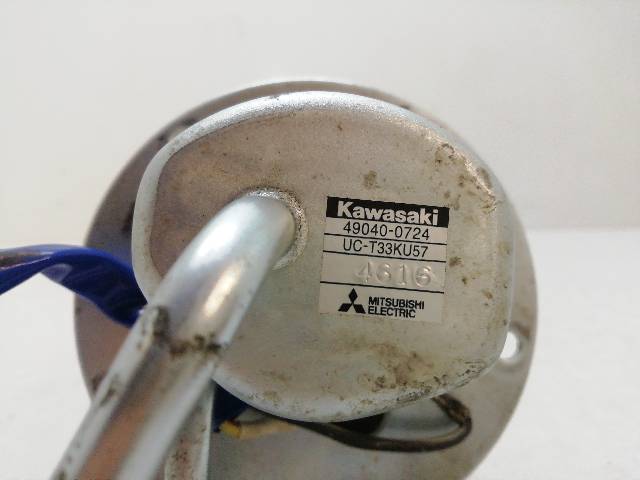 Kawasaki
49040-0724
UC-T33KU57
4616
MITSUBISHI
ELECTRIC